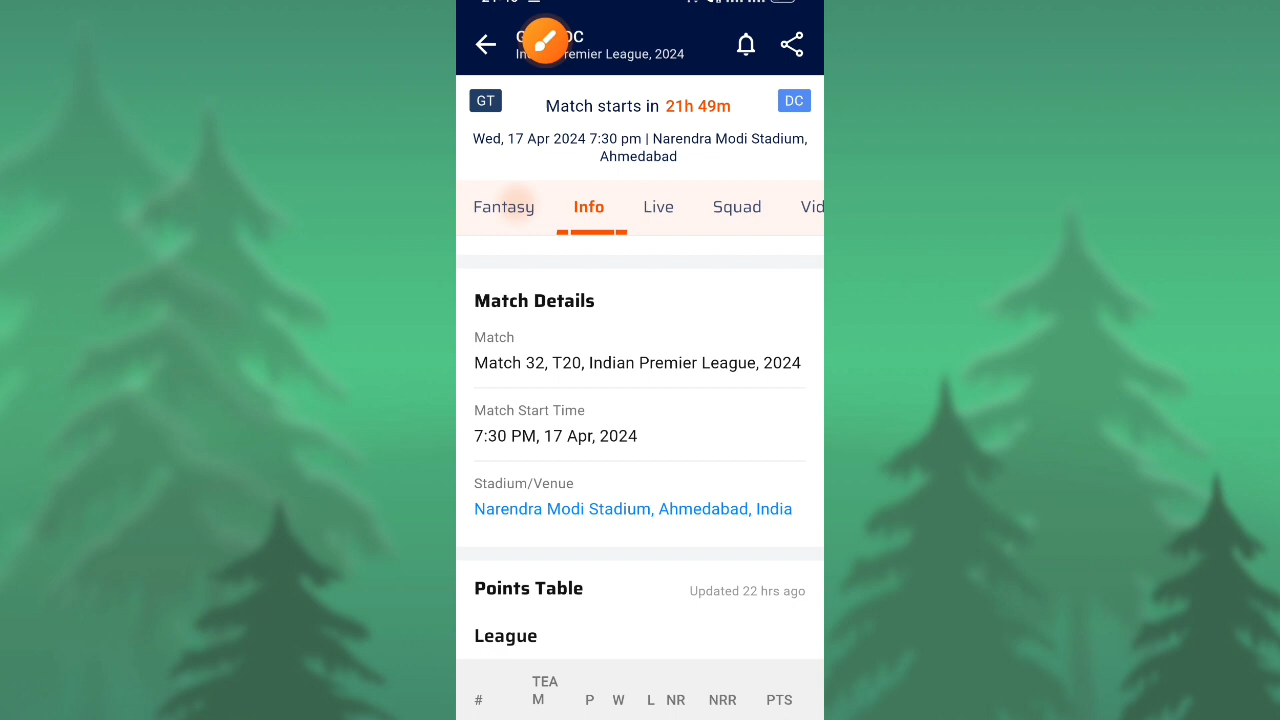 DC
Premier League, 2024
GT
Match starts in 21h 49m
DC
Wed, 17 Apr 2024 7:30 pm | Narendra Modi Stadium,
Ahmedabad
Fantasy
Info
Live
Squad
Vid
Match Details
Match
Match 32, T20, Indian Premier League, 2024
Match Start Time
7:30 PM, 17 Apr, 2024
Stadium/Venue
Narendra Modi Stadium, Ahmedabad, India
Points Table
Updated 22 hrs ago
League
# TEA P W L NR NRR PTS
M